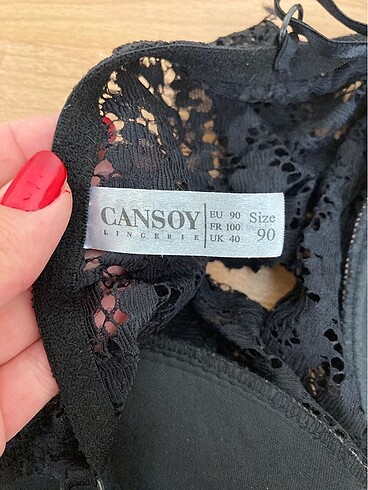 CANSOY
LINGERIE
EU 90
FR 100
UK 40
Size
90